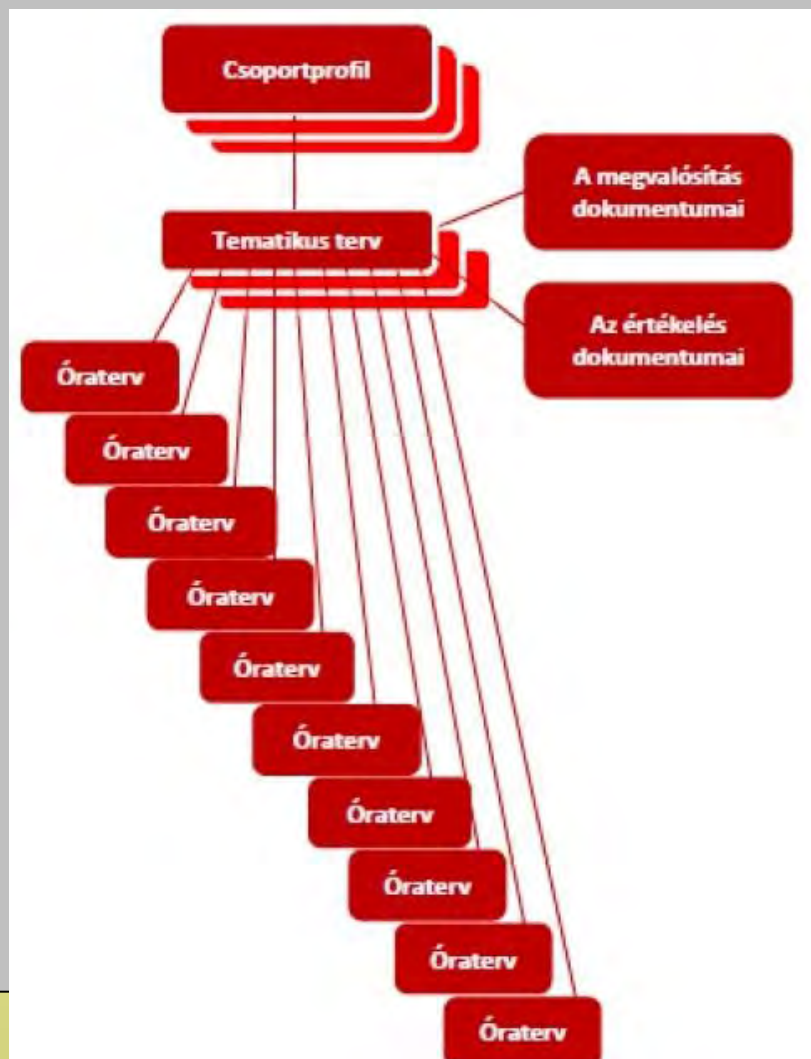 Csoportprofil
A megvalósítás
dokumentumai
Tematikus terv
Az értékelés
dokumentumai
Óraterv
Óraterv
Óraterv
Óraterv
Óraterv
Óraterv
Óraterv
Óraterv
Óraterv
Óraterv